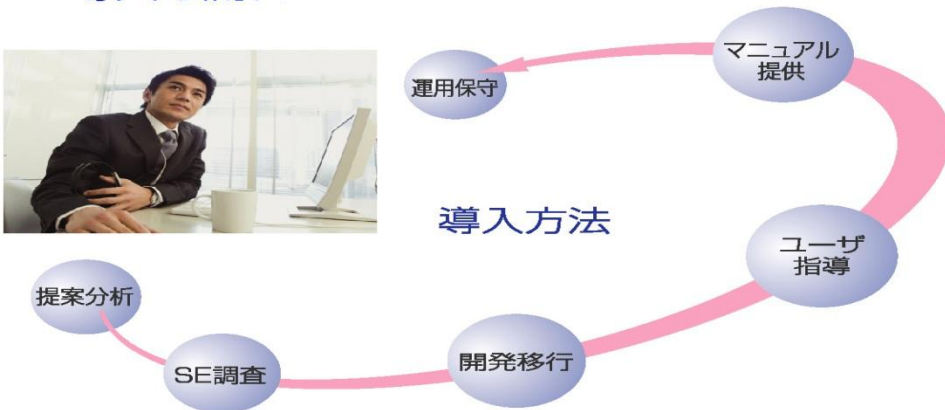 導入方法
提案分析
SE調査
開発移行
ユーザ
指導
マニュアル
提供
運用保守